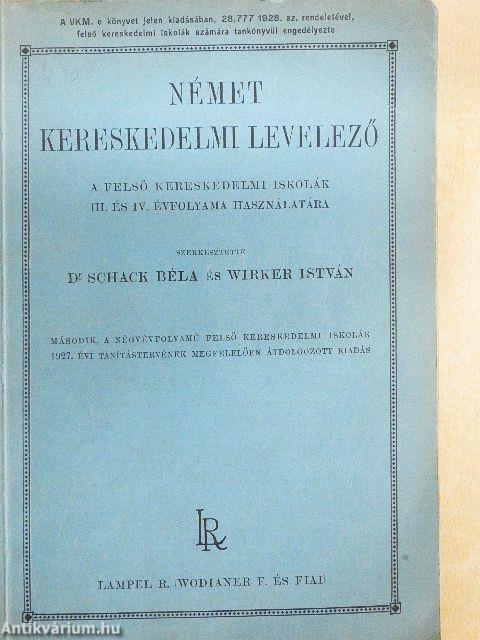 A VKM. e könyvet jelen kiadásában, 28,777 1928. sz. rendeletével,
felső kereskedelmi iskolák számára tankönyvül engedélyezte
NÉMET
KERESKEDELMI LEVELEZŐ
A FELSŐ KERESKEDELMI ISKOLÁK
III. ÉS IV. ÉVFOLYAMA HASZNÁLATÁRA
SZERKESZTETTE
Dr SCHACK BÉLA ÉS WIRKER ISTVÁN
MÁSODIK, A NÉGYÉVFOLYAMÚ FELSŐ KERESKEDELMI ISKOLÁK
1927. ÉVI TANÍTÁSTERVÉNEK MEGFELELŐEN ÁTDOLGOZOTT KIADÁS
LR
LAMPEL R. (WODIANER F. ÉS FIAI)
Antikvárium.hu